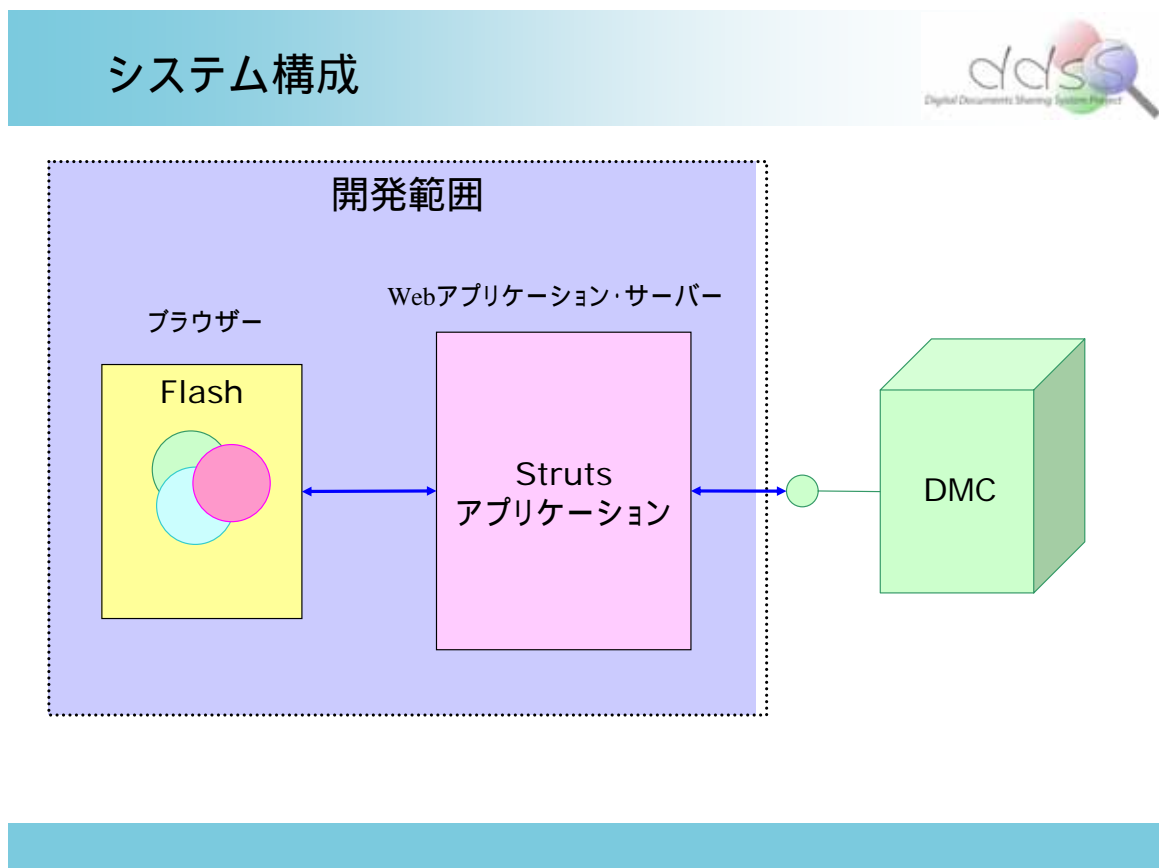 システム構成
ddss
Digital Documents Sharing System Project
開発範囲
Webアプリケーション・サーバー
ブラウザー
Flash
Struts
アプリケーション
DMC